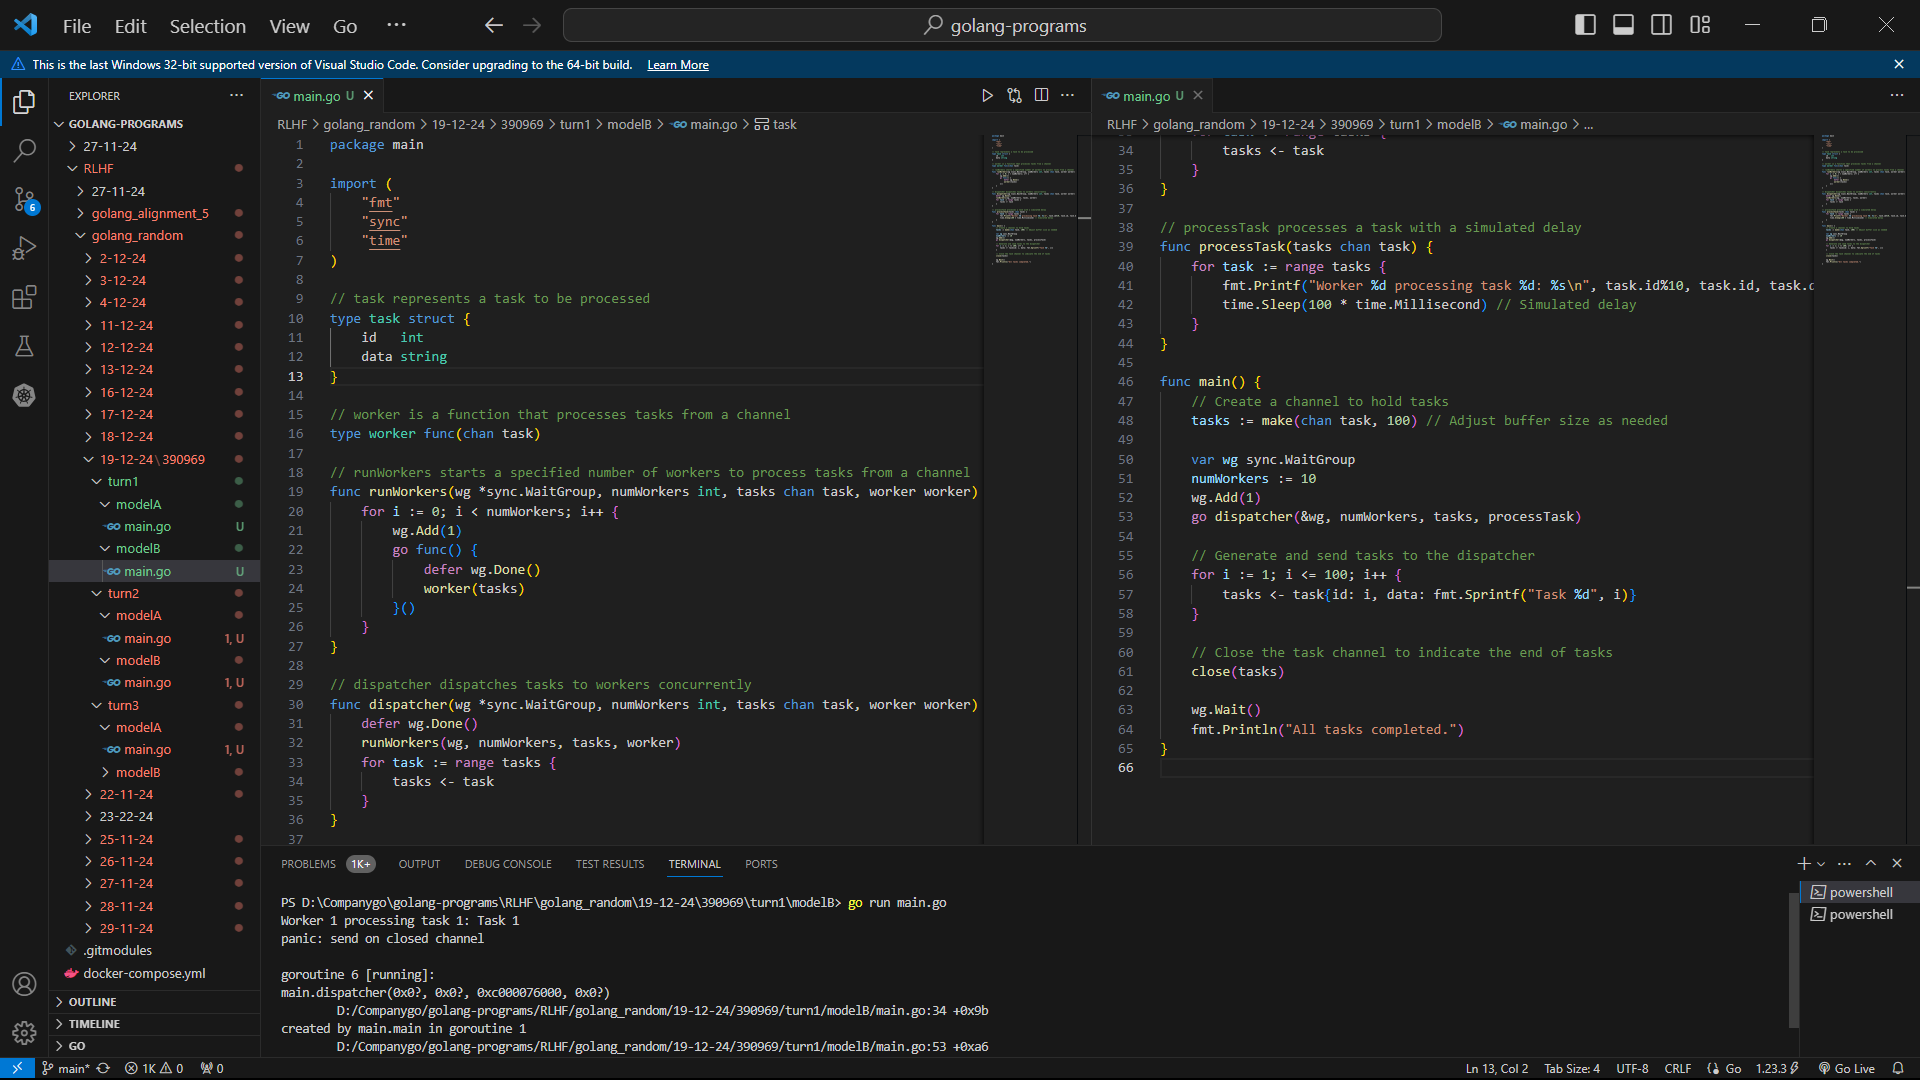 File Edit Selection View Go ···
golang-programs
This is the last Windows 32-bit supported version of Visual Studio Code. Consider upgrading to the 64-bit build. Learn More
EXPLORER
GOLANG-PROGRAMS
27-11-24
RLHF
27-11-24
golang_alignment_5
golang_random
2-12-24
3-12-24
4-12-24
11-12-24
12-12-24
13-12-24
16-12-24
17-12-24
18-12-24
19-12-24\390969
turn1
modelA
main.go U
modelB
main.go U
turn2
modelA
main.go 1, U
modelB
main.go 1, U
turn3
modelA
main.go 1, U
modelB
22-11-24
23-22-24
25-11-24
26-11-24
27-11-24
28-11-24
29-11-24
.gitmodules
docker-compose.yml
OUTLINE
TIMELINE
GO
6
main.go U
RLHF > golang_random > 19-12-24 > 390969 > turn1 > modelB > main.go > task
1 package main
2
3 import (
4 "fmt"
5 "sync"
6 "time"
7 )
8
9 // task represents a task to be processed
10 type task struct {
11 id   int
12 data string
13 }
14
15 // worker is a function that processes tasks from a channel
16 type worker func(chan task)
17
18 // runWorkers starts a specified number of workers to process tasks from a channel
19 func runWorkers(wg *sync.WaitGroup, numWorkers int, tasks chan task, worker worker)
20 for i := 0; i < numWorkers; i++ {
21 wg.Add(1)
22 go func() {
23 defer wg.Done()
24 worker(tasks)
25 }()
26 }
27 }
28
29 // dispatcher dispatches tasks to workers concurrently
30 func dispatcher(wg *sync.WaitGroup, numWorkers int, tasks chan task, worker worker)
31 defer wg.Done()
32 runWorkers(wg, numWorkers, tasks, worker)
33 for task := range tasks {
34 tasks <- task
35 }
36 }
37
main.go U
RLHF > golang_random > 19-12-24 > 390969 > turn1 > modelB > main.go > ...
34 tasks <- task
35 }
36 }
37
38 // processTask processes a task with a simulated delay
39 func processTask(tasks chan task) {
40 for task := range tasks {
41 fmt.Printf("Worker %d processing task %d: %s\n", task.id%10, task.id, task.d
42 time.Sleep(100 * time.Millisecond) // Simulated delay
43 }
44 }
45
46 func main() {
47 // Create a channel to hold tasks
48 tasks := make(chan task, 100) // Adjust buffer size as needed
49
50 var wg sync.WaitGroup
51 numWorkers := 10
52 wg.Add(1)
53 go dispatcher(&wg, numWorkers, tasks, processTask)
54
55 // Generate and send tasks to the dispatcher
56 for i := 1; i <= 100; i++ {
57 tasks <- task{id: i, data: fmt.Sprintf("Task %d", i)}
58 }
59
60 // Close the task channel to indicate the end of tasks
61 close(tasks)
62
63 wg.Wait()
64 fmt.Println("All tasks completed.")
65 }
66
PROBLEMS 1K+ OUTPUT DEBUG CONSOLE TEST RESULTS TERMINAL PORTS
PS D:\Companygo\golang-programs\RLHF\golang_random\19-12-24\390969\turn1\modelB> go run main.go
Worker 1 processing task 1: Task 1
panic: send on closed channel
goroutine 6 [running]:
main.dispatcher(0x0?, 0x0?, 0xc000076000, 0x0?)
D:/Companygo/golang-programs/RLHF/golang_random/19-12-24/390969/turn1/modelB/main.go:34 +0x9b
created by main.main in goroutine 1
D:/Companygo/golang-programs/RLHF/golang_random/19-12-24/390969/turn1/modelB/main.go:53 +0xa6
powershell
powershell
main* 1K 0 0 Ln 13, Col 2 Tab Size: 4 UTF-8 CRLF Go 1.23.3 Go Live